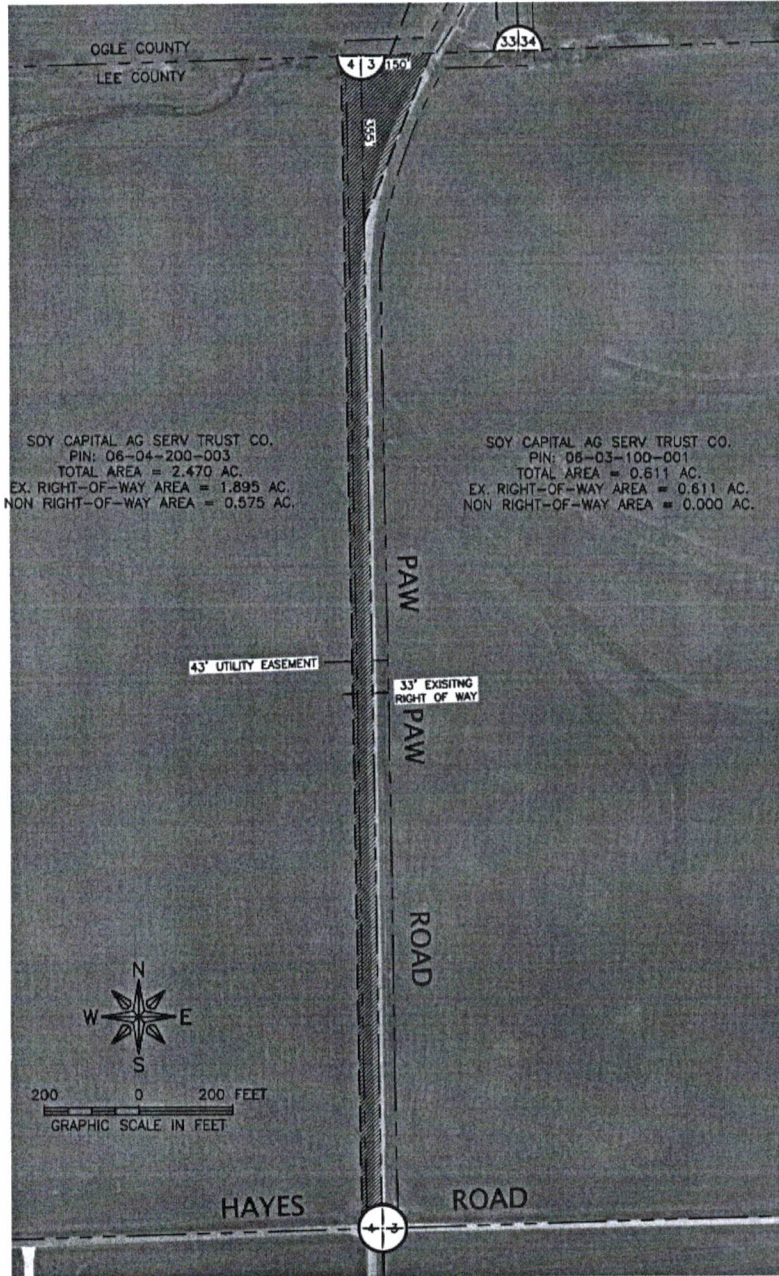 OGLE COUNTY
LEE COUNTY
4 3 150'
33 34
355'
SOY CAPITAL AG SERV TRUST CO.
PIN: 06-04-200-003
TOTAL AREA = 2.470 AC.
EX. RIGHT-OF-WAY AREA = 1.895 AC.
NON RIGHT-OF-WAY AREA = 0.575 AC.
SOY CAPITAL AG SERV TRUST CO.
PIN: 06-03-100-001
TOTAL AREA = 0.611 AC.
EX. RIGHT-OF-WAY AREA = 0.611 AC.
NON RIGHT-OF-WAY AREA = 0.000 AC.
PAW
43' UTILITY EASEMENT
33' EXISITNG
RIGHT OF WAY
PAW
ROAD
N
W E
S
200 0 200 FEET
GRAPHIC SCALE IN FEET
HAYES ROAD
4 3